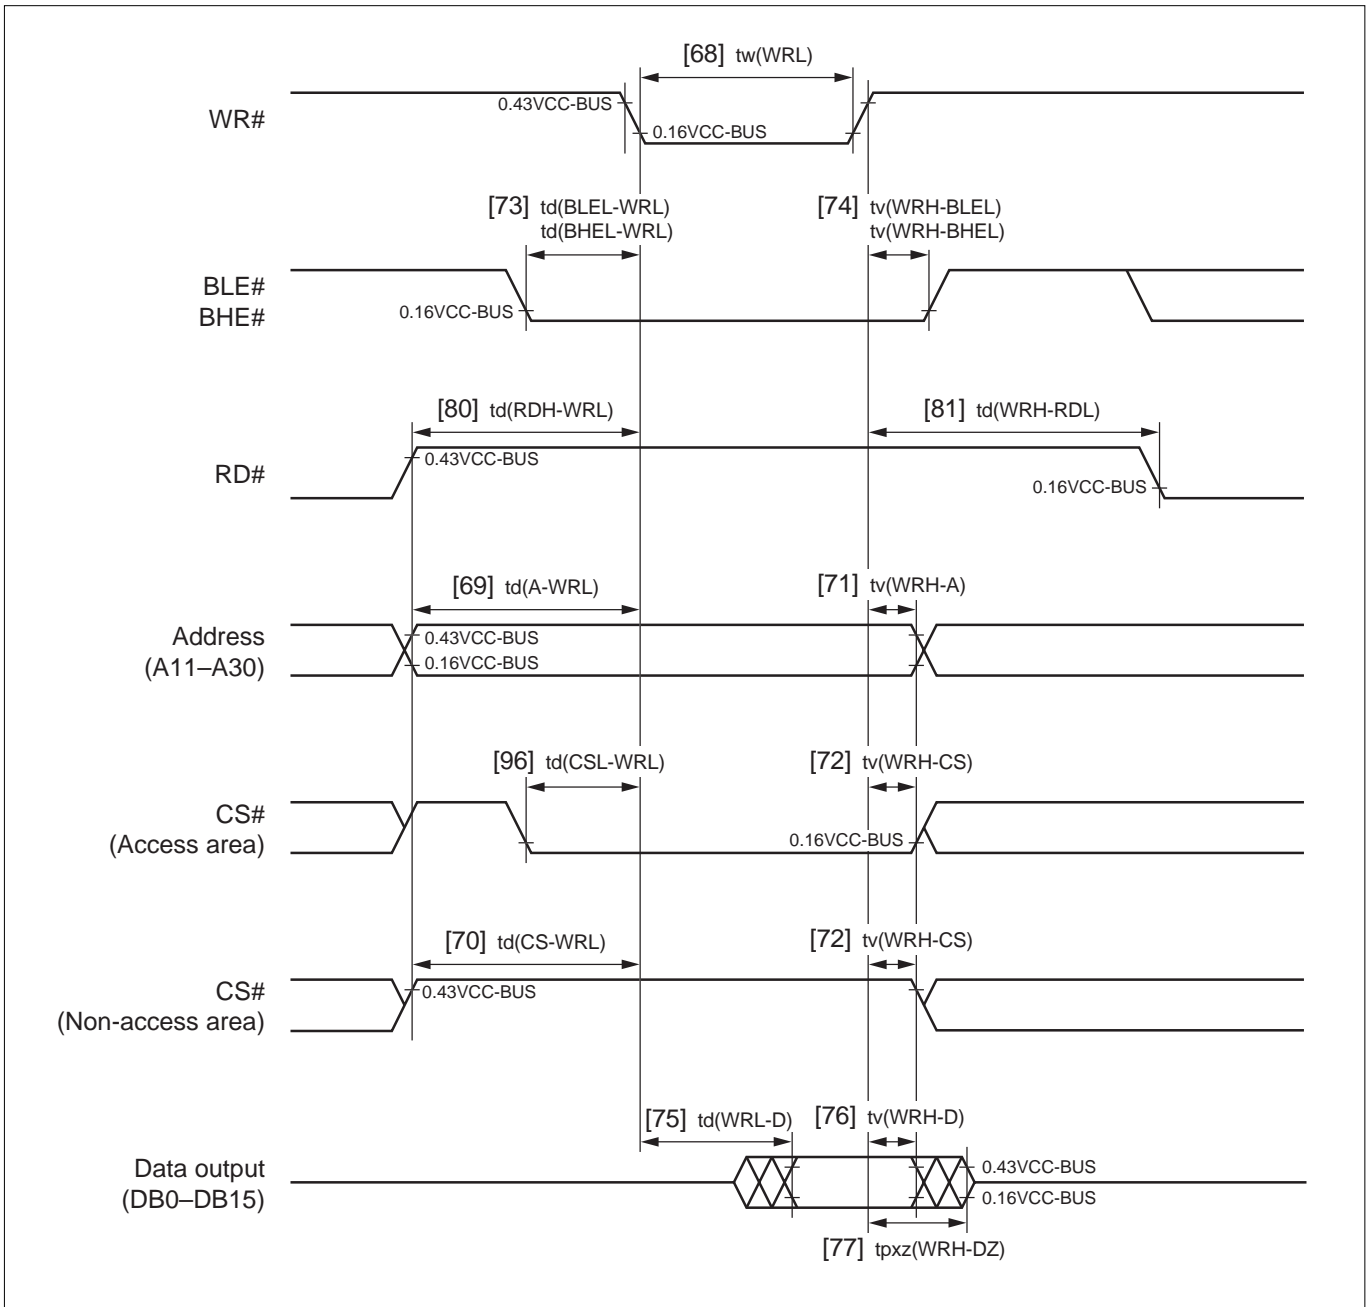 [68] tw(WRL)
WR#
0.43VCC-BUS
0.16VCC-BUS
[73] td(BLEL-WRL)
td(BHEL-WRL)
[74] tv(WRH-BLEL)
tv(WRH-BHEL)
BLE#
BHE#
0.16VCC-BUS
[80] td(RDH-WRL)
[81] td(WRH-RDL)
RD#
0.43VCC-BUS
0.16VCC-BUS
[69] td(A-WRL)
[71] tv(WRH-A)
Address
(A11–A30)
0.43VCC-BUS
0.16VCC-BUS
[96] td(CSL-WRL)
[72] tv(WRH-CS)
CS#
(Access area)
0.16VCC-BUS
[70] td(CS-WRL)
[72] tv(WRH-CS)
CS#
(Non-access area)
0.43VCC-BUS
[75] td(WRL-D)
[76] tv(WRH-D)
Data output
(DB0–DB15)
0.43VCC-BUS
0.16VCC-BUS
[77] tpxz(WRH-DZ)